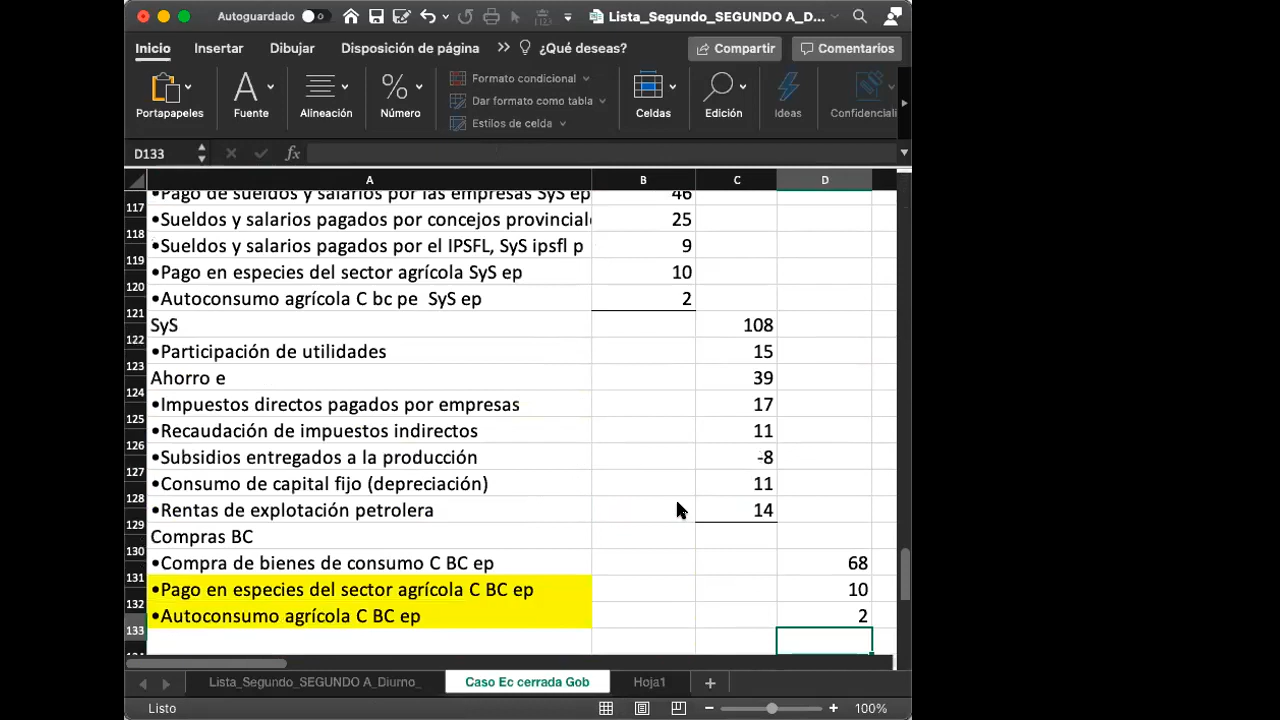 Autoguardado
Lista_Segundo_SEGUNDO A_D...
Inicio Insertar Dibujar Disposición de página >> ¿Qué deseas? Compartir Comentarios
Portapapeles Fuente Alineación Número
Formato condicional
Dar formato como tabla
Estilos de celda
Celdas Edición Ideas Confidenciali
D133 fx
A B C D
•Pago de sueldos y salarios por las empresas SyS ep 46
117
•Sueldos y salarios pagados por concejos provincial 25
118
•Sueldos y salarios pagados por el IPSFL, SyS ipsfl p 9
119
•Pago en especies del sector agrícola SyS ep 10
120
•Autoconsumo agrícola C bc pe SyS ep 2
121
SyS 108
122
•Participación de utilidades 15
123
Ahorro e 39
124
•Impuestos directos pagados por empresas 17
125
•Recaudación de impuestos indirectos 11
126
•Subsidios entregados a la producción -8
127
•Consumo de capital fijo (depreciación) 11
128
•Rentas de explotación petrolera 14
129
Compras BC
130
•Compra de bienes de consumo C BC ep 68
131
•Pago en especies del sector agrícola C BC ep 10
132
•Autoconsumo agrícola C BC ep 2
133
Lista_Segundo_SEGUNDO A_Diurno_ Caso Ec cerrada Gob Hoja1 +
Listo 100%